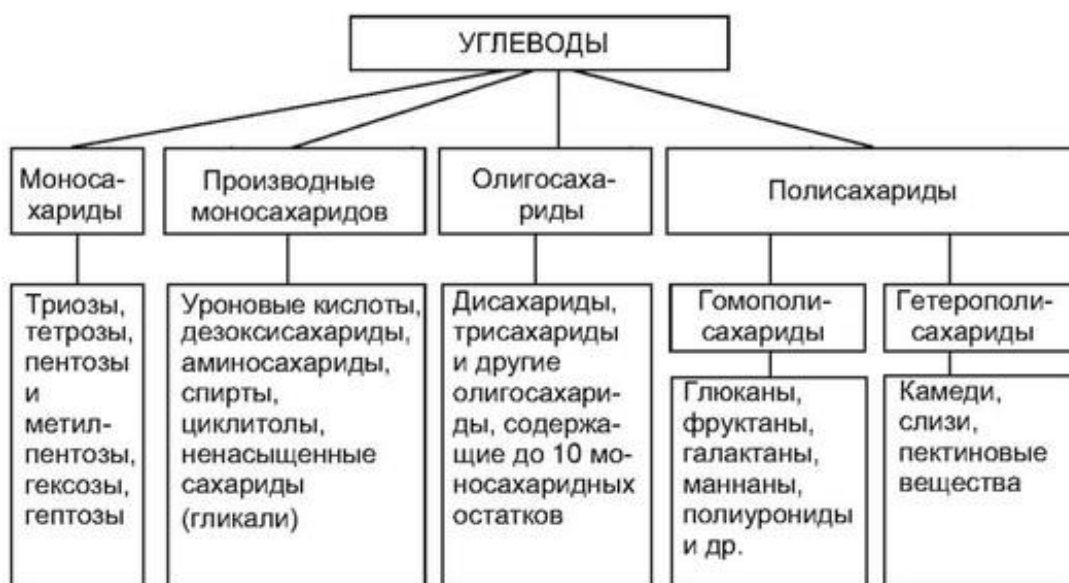 УГЛЕВОДЫ
Моноса-
хариды
Производные
моносахаридов
Олигосаха-
риды
Полисахариды
Триозы,
тетрозы,
пентозы
и
метил-
пентозы,
гексозы,
гептозы
Уроновые кислоты,
дезоксисахариды,
аминосахариды,
спирты,
циклитолы,
ненасыщенные
сахариды
(гликали)
Дисахариды,
трисахариды
и другие
олигосахари-
ды, содержа-
щие до 10 мо-
носахаридных
остатков
Гомополи-
сахариды
Гетерополи-
сахариды
Глюканы,
фруктаны,
галактаны,
маннаны,
полиурониды
и др.
Камеди,
слизи,
пектиновые
вещества